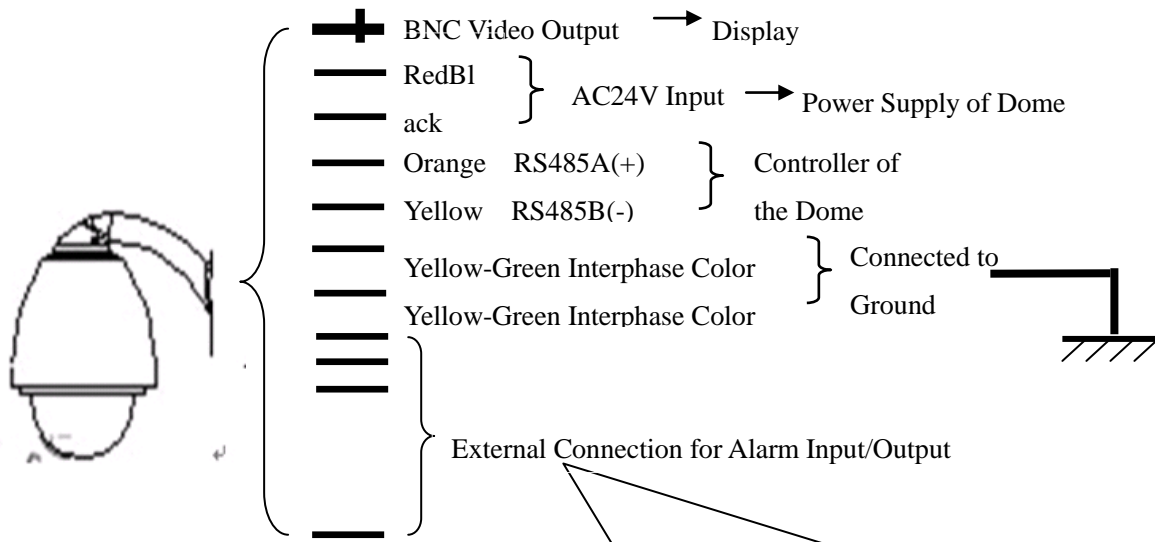 BNC Video Output Display
RedBl
AC24V Input Power Supply of Dome
ack
Orange RS485A(+) Controller of
Yellow RS485B(-) the Dome
Yellow-Green Interphase Color Connected to
Yellow-Green Interphase Color Ground
External Connection for Alarm Input/Output